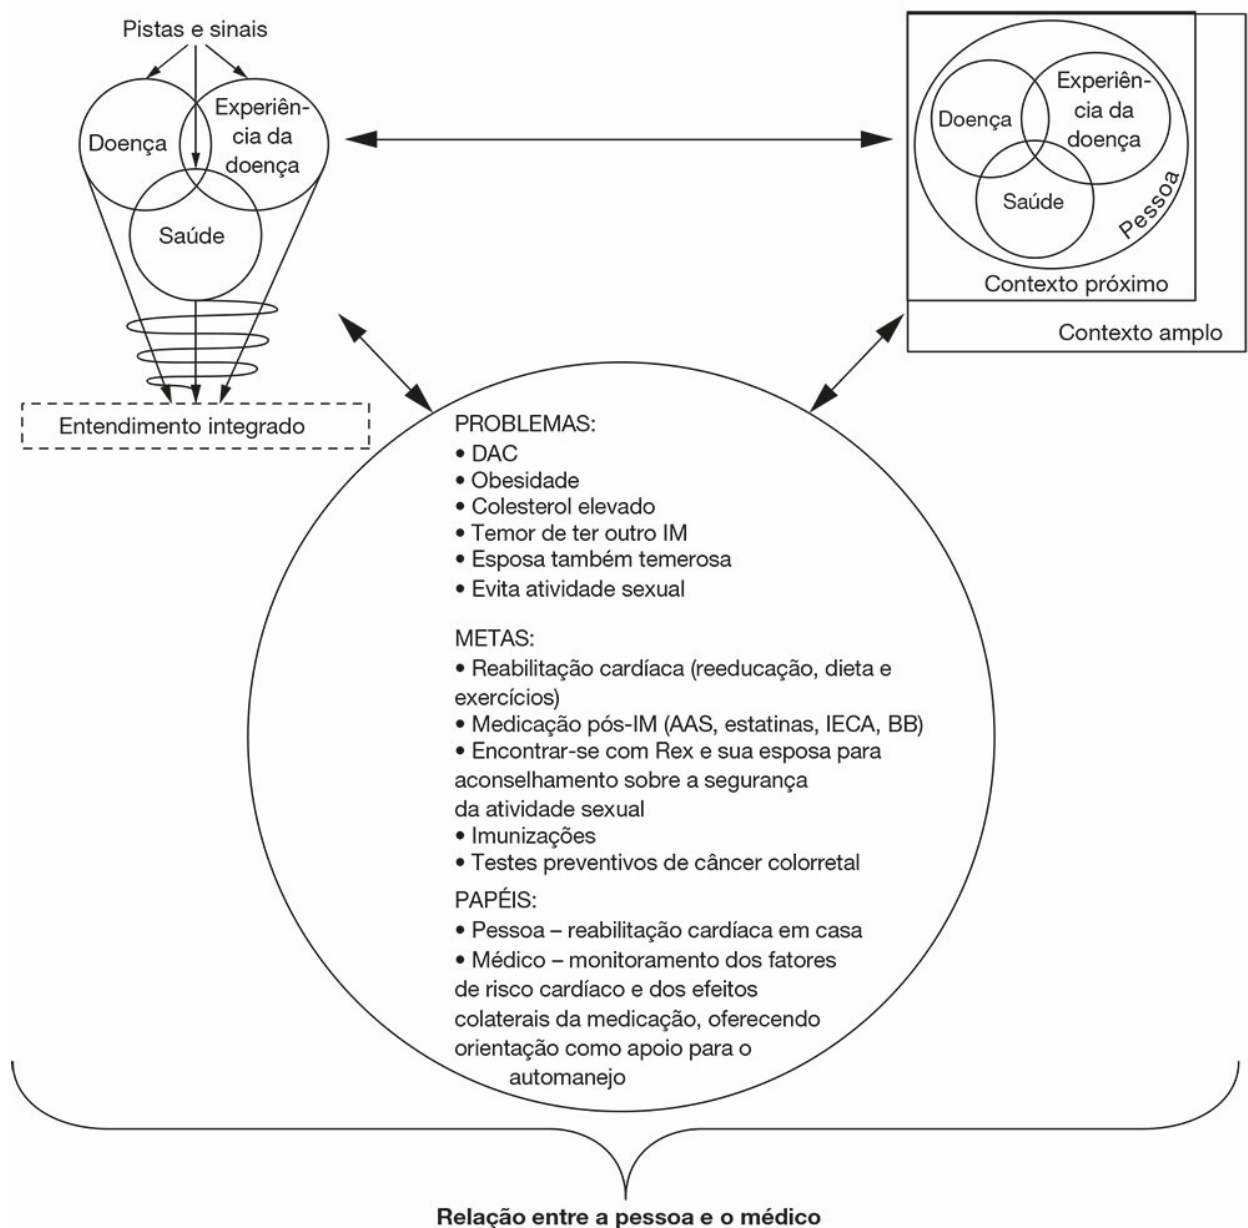 Pistas e sinais
Doença
Experiên-
cia da
doença
Saúde
Entendimento integrado
Doença
Experiên-
cia da
doença
Saúde
Pessoa
Contexto próximo
Contexto amplo
PROBLEMAS:
• DAC
• Obesidade
• Colesterol elevado
• Temor de ter outro IM
• Esposa também temerosa
• Evita atividade sexual
METAS:
• Reabilitação cardíaca (reeducação, dieta e
exercícios)
• Medicação pós-IM (AAS, estatinas, IECA, BB)
• Encontrar-se com Rex e sua esposa para
aconselhamento sobre a segurança
da atividade sexual
• Imunizações
• Testes preventivos de câncer colorretal
PAPÉIS:
• Pessoa – reabilitação cardíaca em casa
• Médico – monitoramento dos fatores
de risco cardíaco e dos efeitos
colaterais da medicação, oferecendo
orientação como apoio para o
automanejo
Relação entre a pessoa e o médico